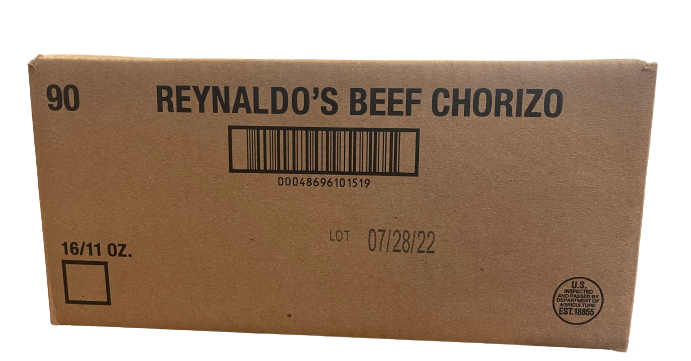 90
REYNALDO'S BEEF CHORIZO
00048696101519
LOT 07/28/22
16/11 OZ.
U.S.
INSPECTED
AND PASSED BY
DEPARTMENT OF
AGRICULTURE
EST.18855